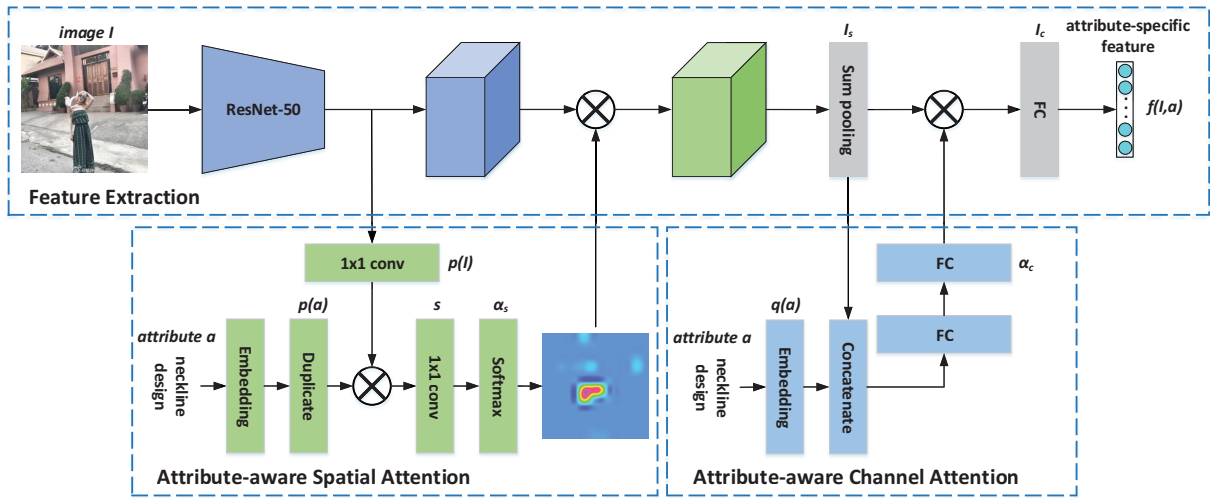 image I
ResNet-50
I_s
Sum pooling
I_c
FC
attribute-specific
feature
f(I,a)
Feature Extraction
1x1 conv
p(I)
attribute a
neckline
design
Embedding
p(a)
Duplicate
s
1x1 conv
α_s
Softmax
Attribute-aware Spatial Attention
FC
α_c
FC
attribute a
neckline
design
q(a)
Embedding
Concatenate
Attribute-aware Channel Attention